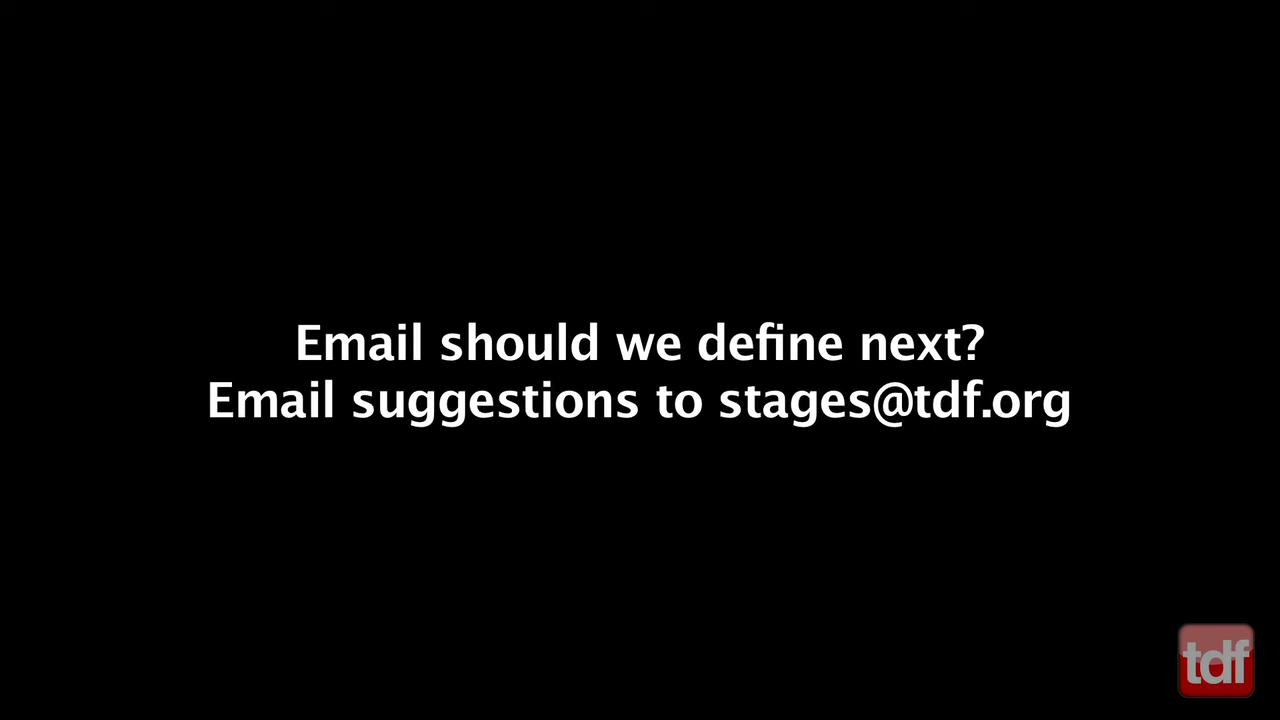 Email should we define next?
Email suggestions to stages@tdf.org
tdf